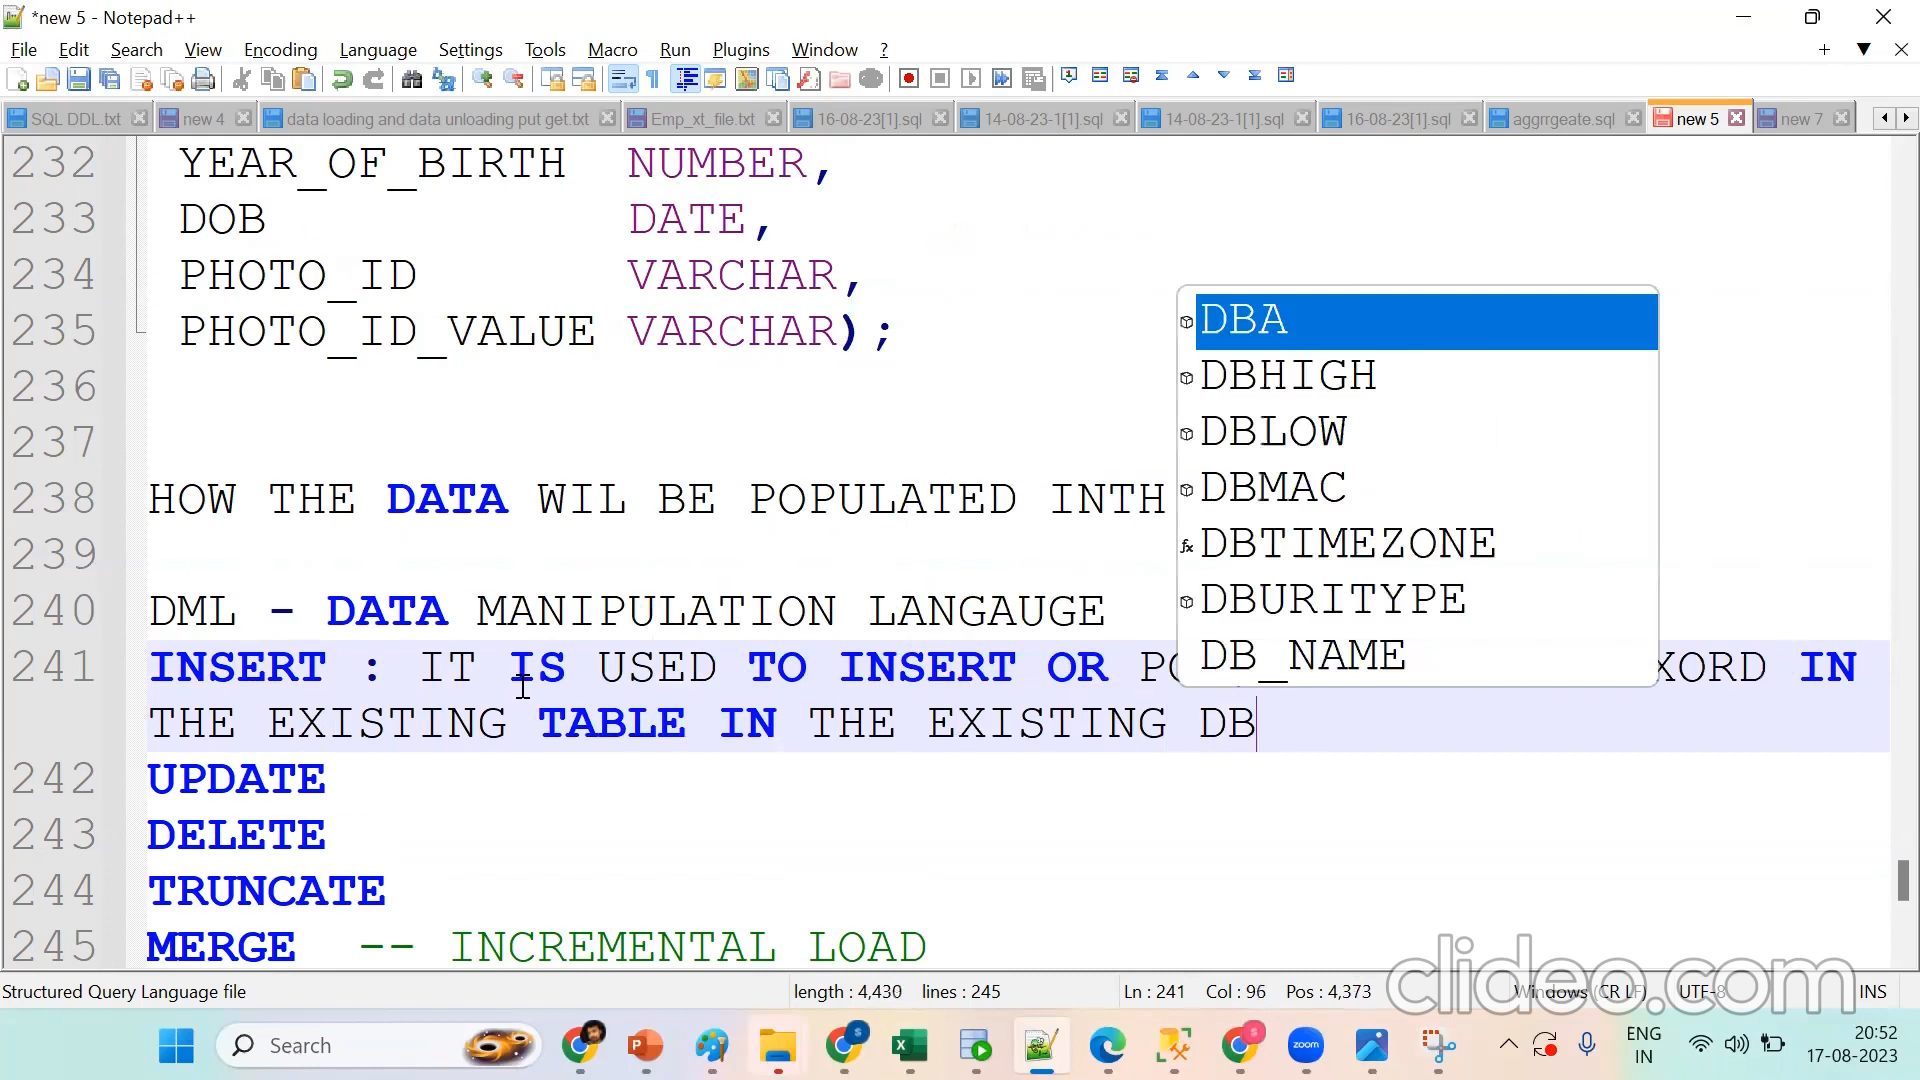 *new 5 - Notepad++
File Edit Search View Encoding Language Settings Tools Macro Run Plugins Window ?
SQL DDL.txt new 4 data loading and data unloading put get.txt Emp_xt_file.txt 16-08-23[1].sql 14-08-23-1[1].sql 14-08-23-1[1].sql 16-08-23[1].sql aggrrgeate.sql new 5 new 7
232 YEAR_OF_BIRTH NUMBER,
233 DOB DATE,
234 PHOTO_ID VARCHAR,
235 PHOTO_ID_VALUE VARCHAR);
236
237
238 HOW THE DATA WIL BE POPULATED INTH
239
240 DML - DATA MANIPULATION LANGAUGE
241 INSERT : IT IS USED TO INSERT OR XORD IN
THE EXISTING TABLE IN THE EXISTING DB
242 UPDATE
243 DELETE
244 TRUNCATE
245 MERGE -- INCREMENTAL LOAD
DBA
DBHIGH
DBLOW
DBMAC
DBTIMEZONE
DBURITYPE
DB_NAME
Structured Query Language file length : 4,430 lines : 245 Ln : 241 Col : 96 Pos : 4,373 Windows (CR LF) UTF-8 INS
clideo.com
Search
zoom
ENG
IN
20:52
17-08-2023